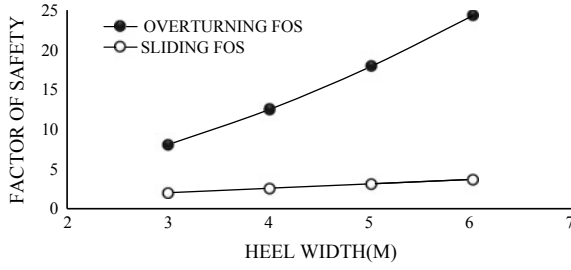 25
20
15
10
5
0
FACTOR OF SAFETY
OVERTURNING FOS
SLIDING FOS
2 3 4 5 6 7
HEEL WIDTH(M)